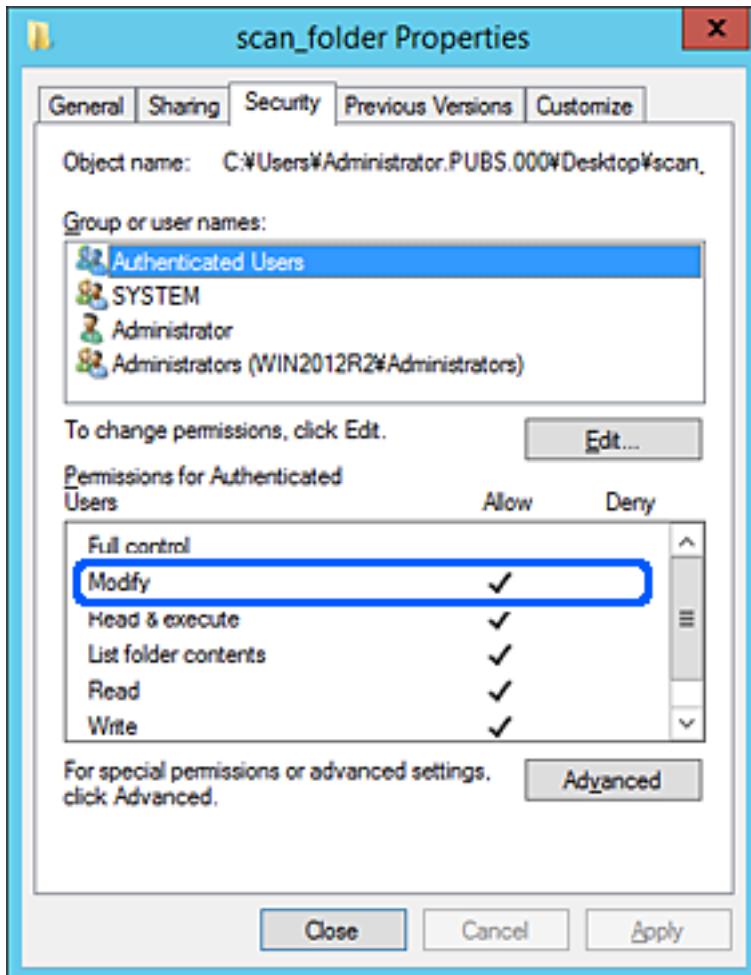 scan_folder Properties
x
General Sharing Security Previous Versions Customize
Object name: C:¥Users¥Administrator.PUBS.000¥Desktop¥scan_
Group or user names:
Authenticated Users
SYSTEM
Administrator
Administrators (WIN2012R2¥Administrators)
To change permissions, click Edit.
Edit...
Permissions for Authenticated
Users Allow Deny
Full control
Modify
Read & execute
List folder contents
Read
Write
For special permissions or advanced settings,
click Advanced.
Advanced
Close Cancel Apply